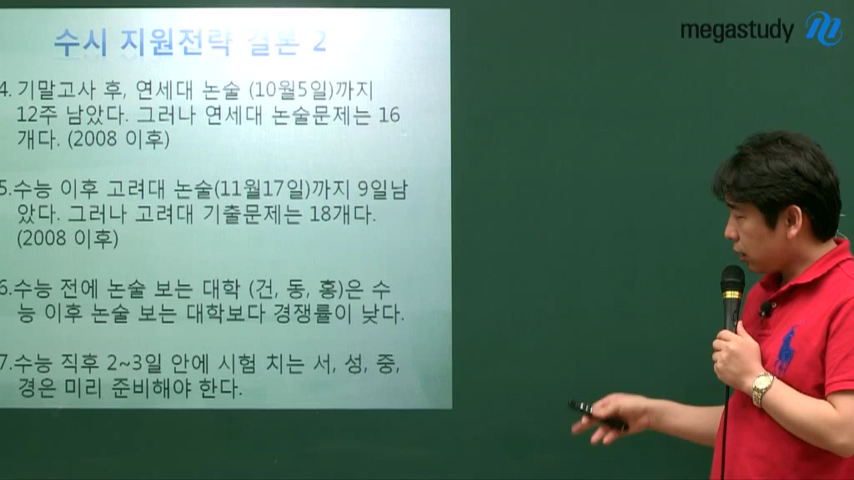 수시 지원전략 결론 2
megastudy
4. 기말고사 후, 연세대 논술 (10월5일)까지
12주 남았다. 그러나 연세대 논술문제는 16
개다. (2008 이후)
5.수능 이후 고려대 논술(11월17일)까지 9일남
았다. 그러나 고려대 기출문제는 18개다.
(2008 이후)
6.수능 전에 논술 보는 대학 (건, 동, 홍)은 수
능 이후 논술 보는 대학보다 경쟁률이 낮다.
7.수능 직후 2~3일 안에 시험 치는 서, 성, 중,
경은 미리 준비해야 한다.